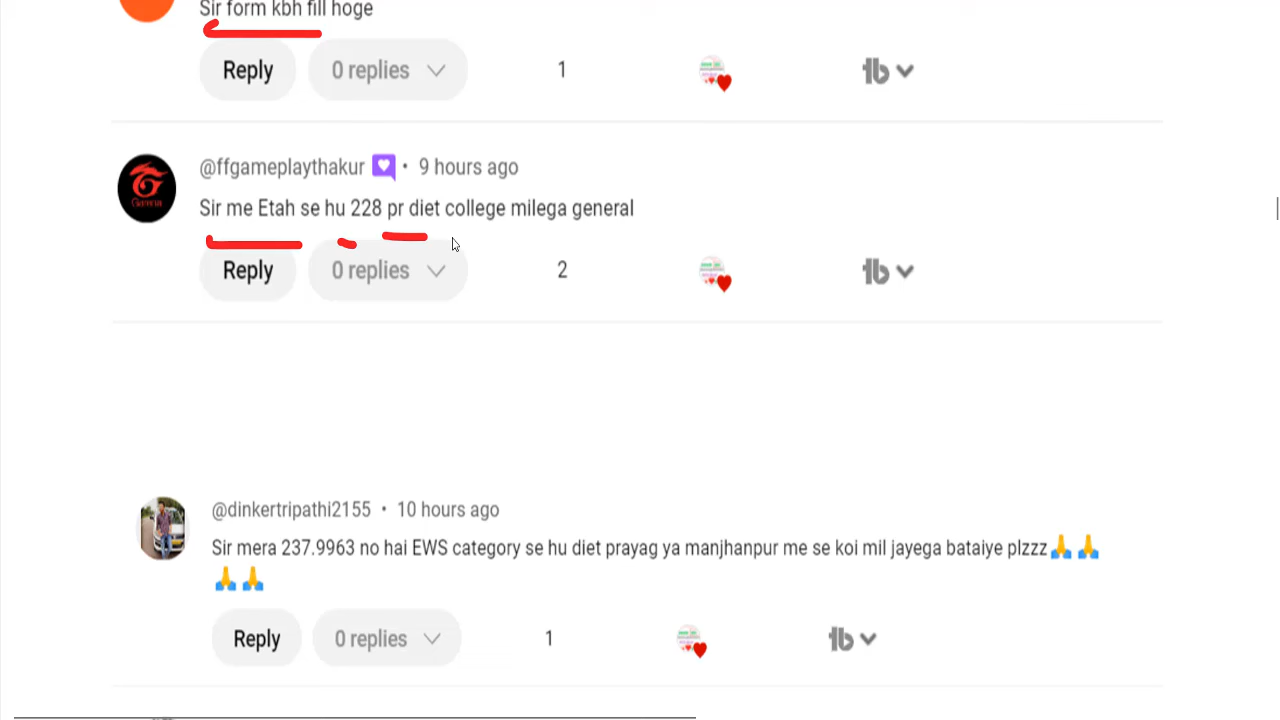 Sir form kbh fill hoge
Reply 0 replies 1
@ffgameplaythakur • 9 hours ago
Sir me Etah se hu 228 pr diet college milega general
Reply 0 replies 2
@dinkertripathi2155 • 10 hours ago
Sir mera 237.9963 no hai EWS category se hu diet prayag ya manjhanpur me se koi mil jayega bataiye plzzz🙏🙏
🙏🙏
Reply 0 replies 1